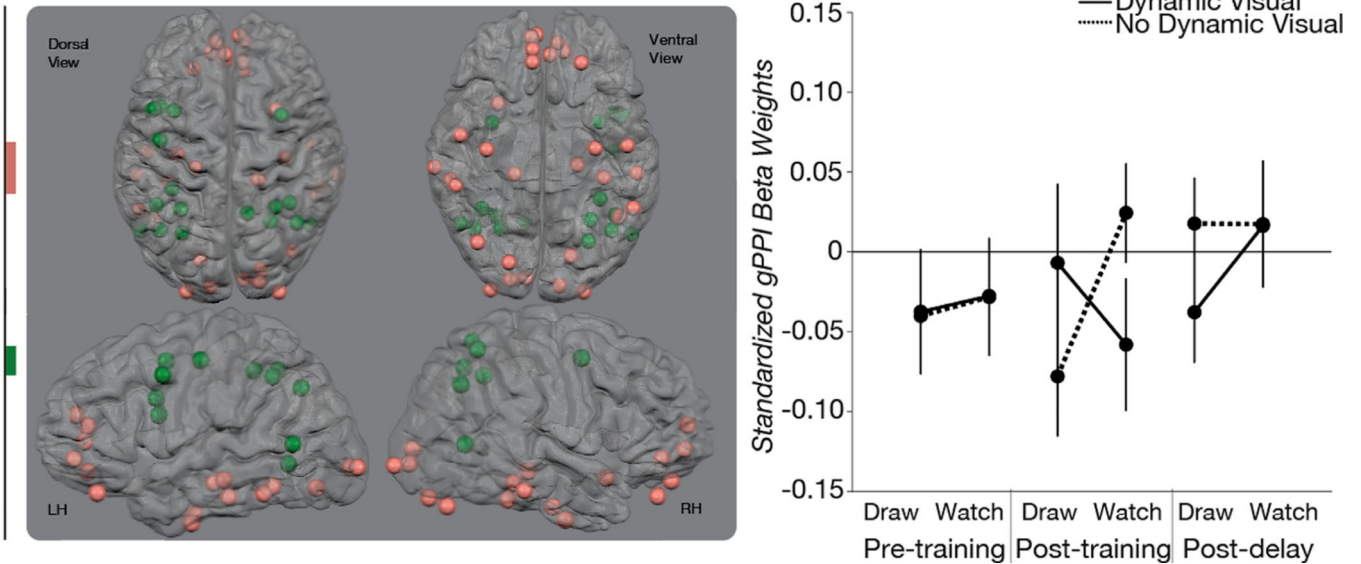 Dorsal
View
Ventral
View
LH
RH
Dynamic Visual
No Dynamic Visual
Standardized gPPI Beta Weights
0.15
0.10
0.05
0
-0.05
-0.10
-0.15
Draw Watch Draw Watch Draw Watch
Pre-training Post-training Post-delay